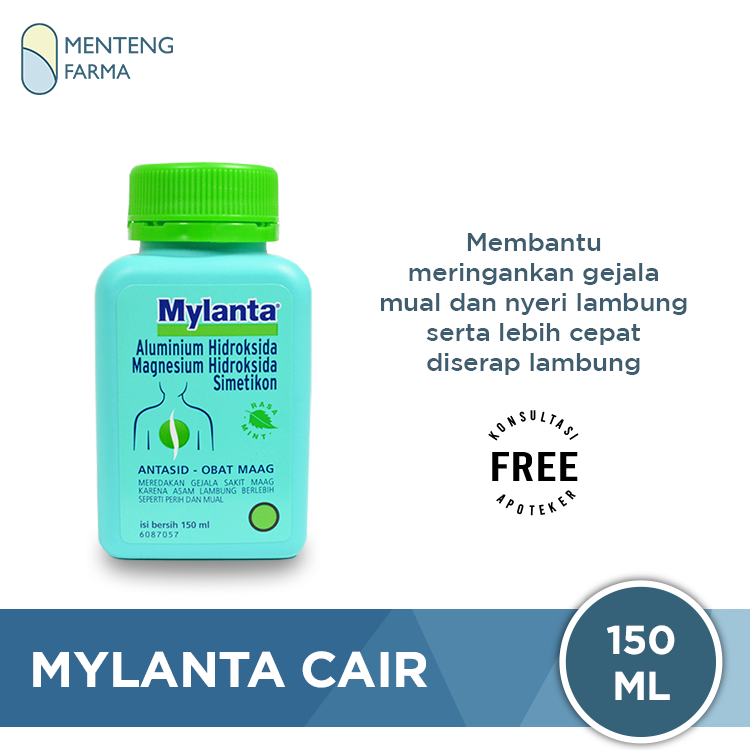 MENTENG
FARMA
Mylanta®
Aluminium Hidroksida
Magnesium Hidroksida
Simetikon
RASA
MINT
ANTASID - OBAT MAAG
MEREDAKAN GEJALA SAKIT MAAG
KARENA ASAM LAMBUNG BERLEBIH
SEPERTI PERIH DAN MUAL
isi bersih 150 ml
6087057
Membantu
meringankan gejala
mual dan nyeri lambung
serta lebih cepat
diserap lambung
KONSULTASI
FREE
APOTEKER
MYLANTA CAIR
150
ML